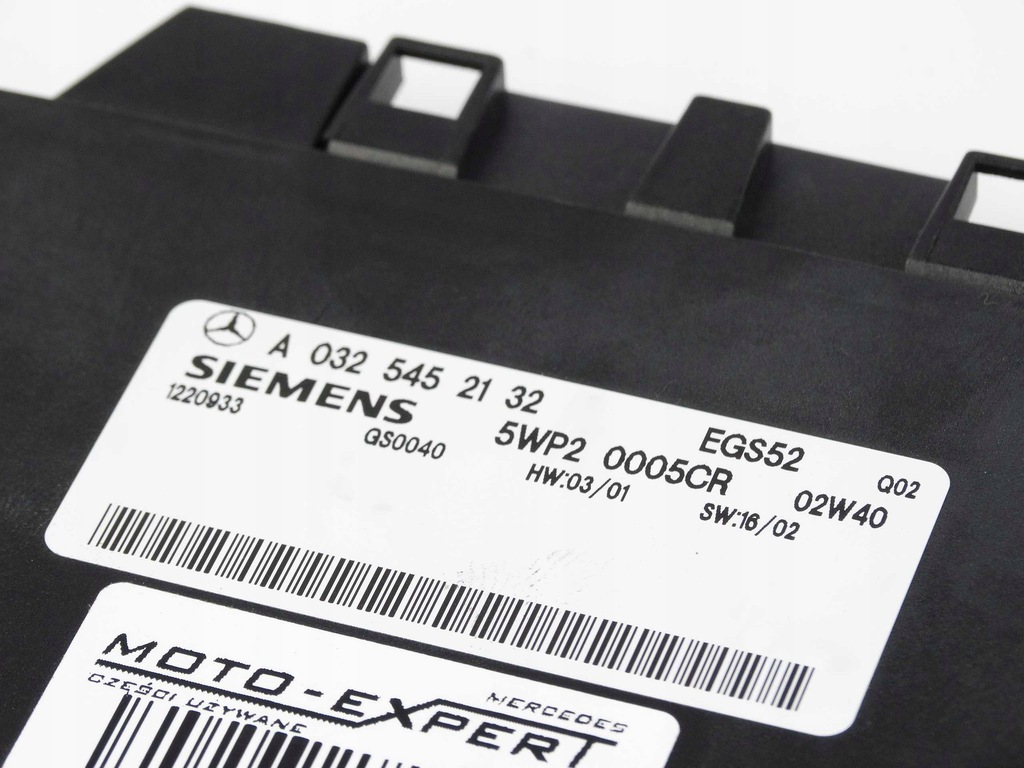 A 032 545 21 32
SIEMENS
EGS52
Q02
1220933
QS0040
5WP2 0005CR
02W40
HW:03/01
SW:16/02
MOTO-EXPERT
MERCEDES
CZĘŚCI UŻYWANE